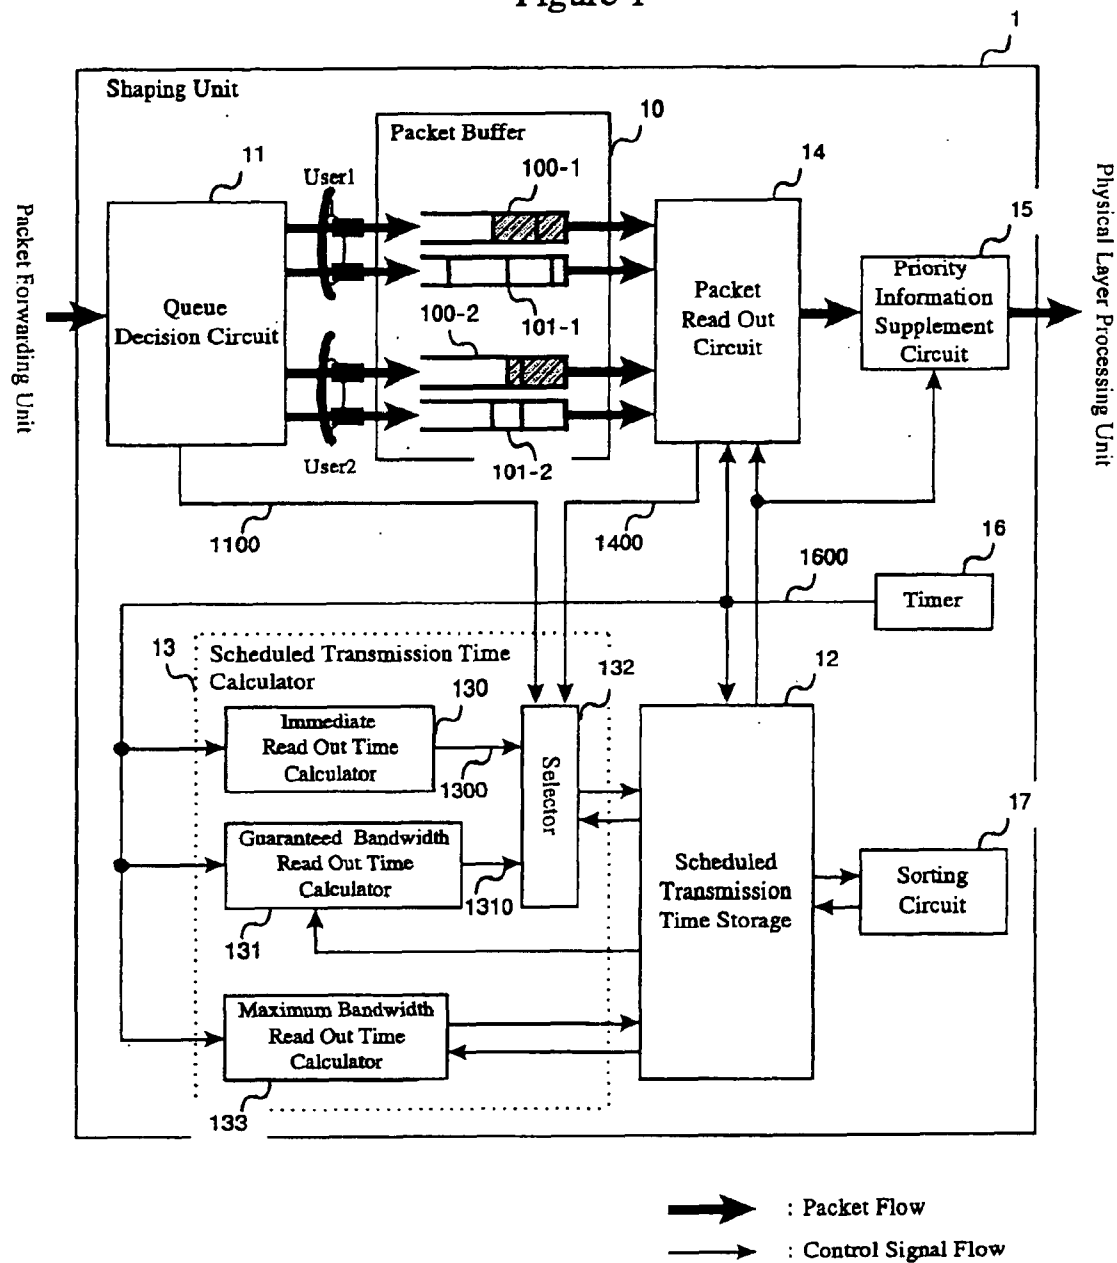 Figure 1
1
Shaping Unit
10
Packet Buffer
11
User1
100-1
14
15
Packet Forwarding Unit
Queue
Decision Circuit
100-2
101-1
Packet
Read Out
Circuit
Priority
Information
Supplement
Circuit
Physical Layer Processing Unit
User2
101-2
1100
1400
1600
16
Timer
13
Scheduled Transmission Time
Calculator
132
12
130
Immediate
Read Out Time
Calculator
1300
Selector
17
Guaranteed Bandwidth
Read Out Time
Calculator
1310
131
Scheduled
Transmission
Time Storage
Sorting
Circuit
Maximum Bandwidth
Read Out Time
Calculator
133
: Packet Flow
: Control Signal Flow